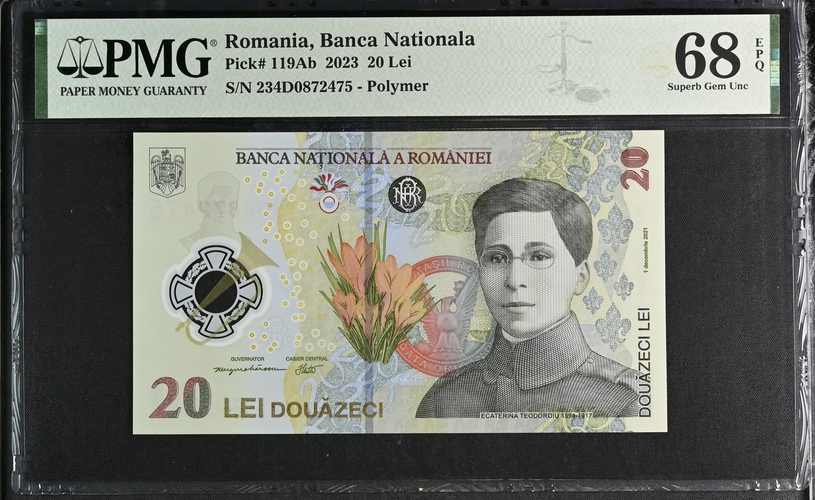 PMG®
PAPER MONEY GUARANTY
Romania, Banca Nationala
Pick# 119Ab 2023 20 Lei
S/N 234D0872475 - Polymer
68
EPQ
Superb Gem Unc
BANCA NAȚIONALĂ A ROMÂNIEI
20
1 decembrie 2021
GUVERNATOR
CASIER CENTRAL
20 LEI DOUĂZECI
DOUĂZECI LEI
ECATERINA TEODOROIU 1894-1917